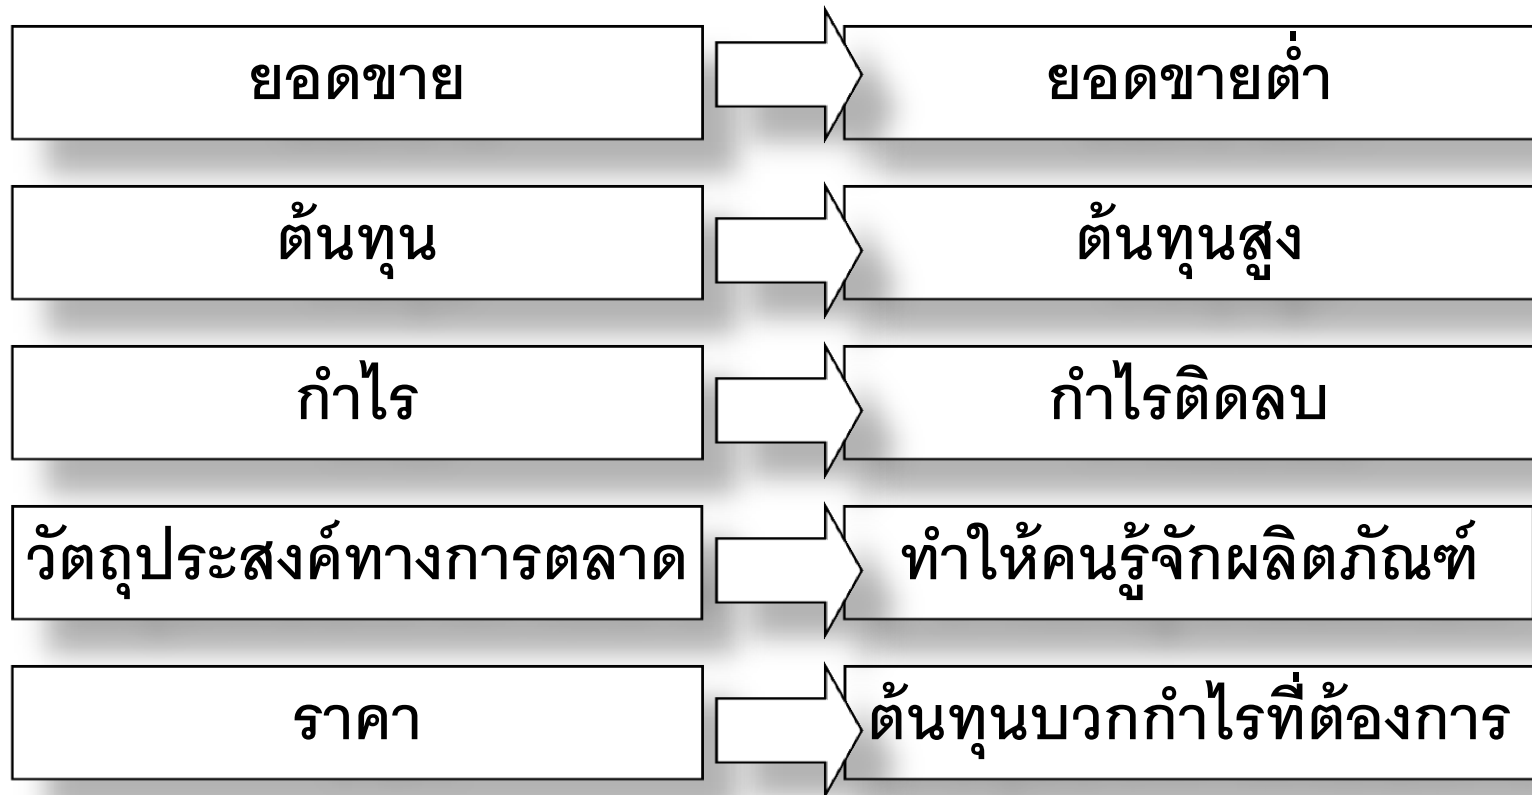 ยอดขาย
ยอดขายต่ำ
ต้นทุน
ต้นทุนสูง
กำไร
กำไรติดลบ
วัตถุประสงค์ทางการตลาด
ทำให้คนรู้จักผลิตภัณฑ์
ราคา
ต้นทุนบวกกำไรที่ต้องการ